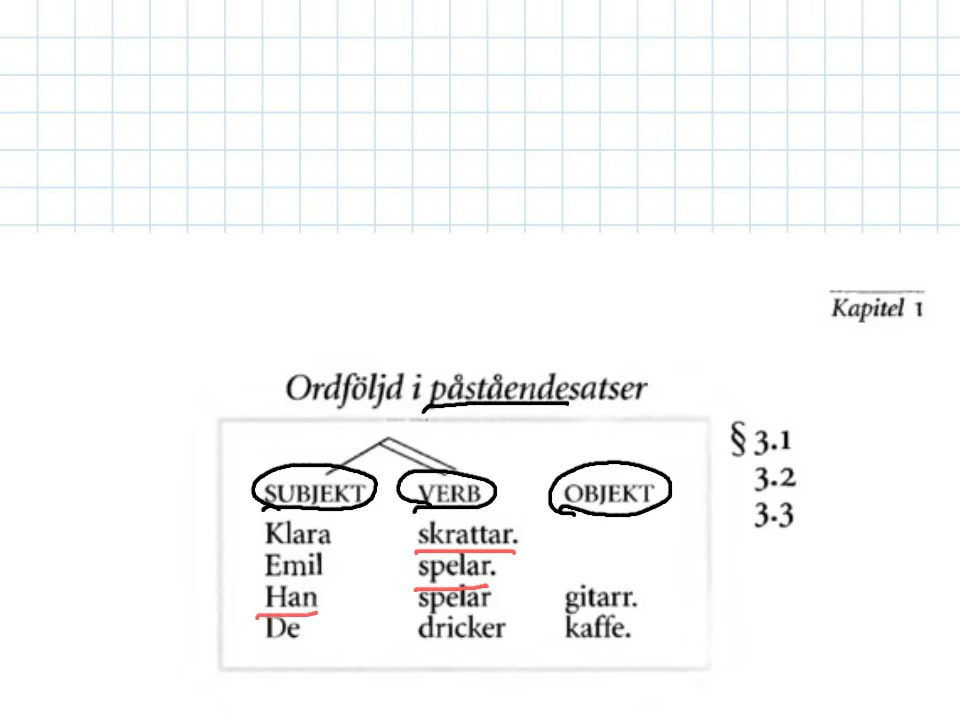 Kapitel 1
Ordföljd i påståendesatser
§ 3.1
3.2
3.3
SUBJEKT VERB OBJEKT
Klara skrattar.
Emil spelar.
Han spelar gitarr.
De dricker kaffe.